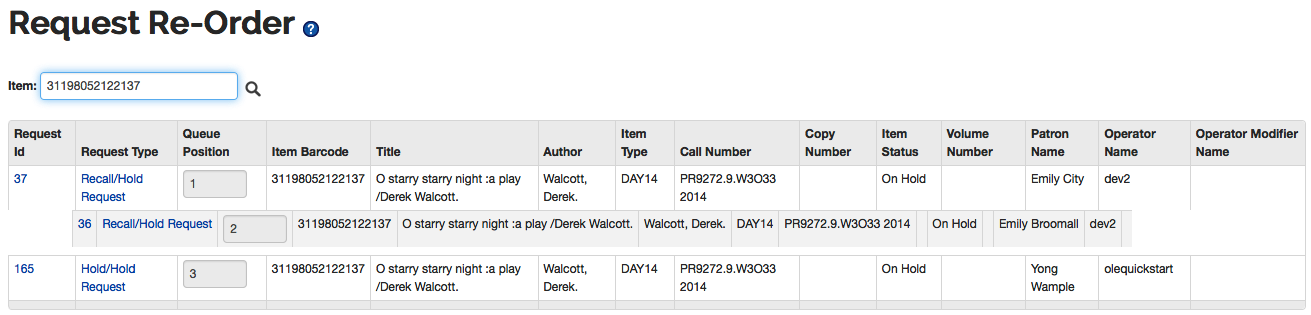 Request Re-Order ?
Item: 31198052122137
Request Id Request Type Queue Position Item Barcode Title Author Item Type Call Number Copy Number Item Status Volume Number Patron Name Operator Name Operator Modifier Name
37 Recall/Hold Request 1 31198052122137 O starry starry night :a play /Derek Walcott. Walcott, Derek. DAY14 PR9272.9.W3O33 2014 On Hold Emily City dev2
36 Recall/Hold Request 2 31198052122137 O starry starry night :a play /Derek Walcott. Walcott, Derek. DAY14 PR9272.9.W3O33 2014 On Hold Emily Broomall dev2
165 Hold/Hold Request 3 31198052122137 O starry starry night :a play /Derek Walcott. Walcott, Derek. DAY14 PR9272.9.W3O33 2014 On Hold Yong Wample olequickstart